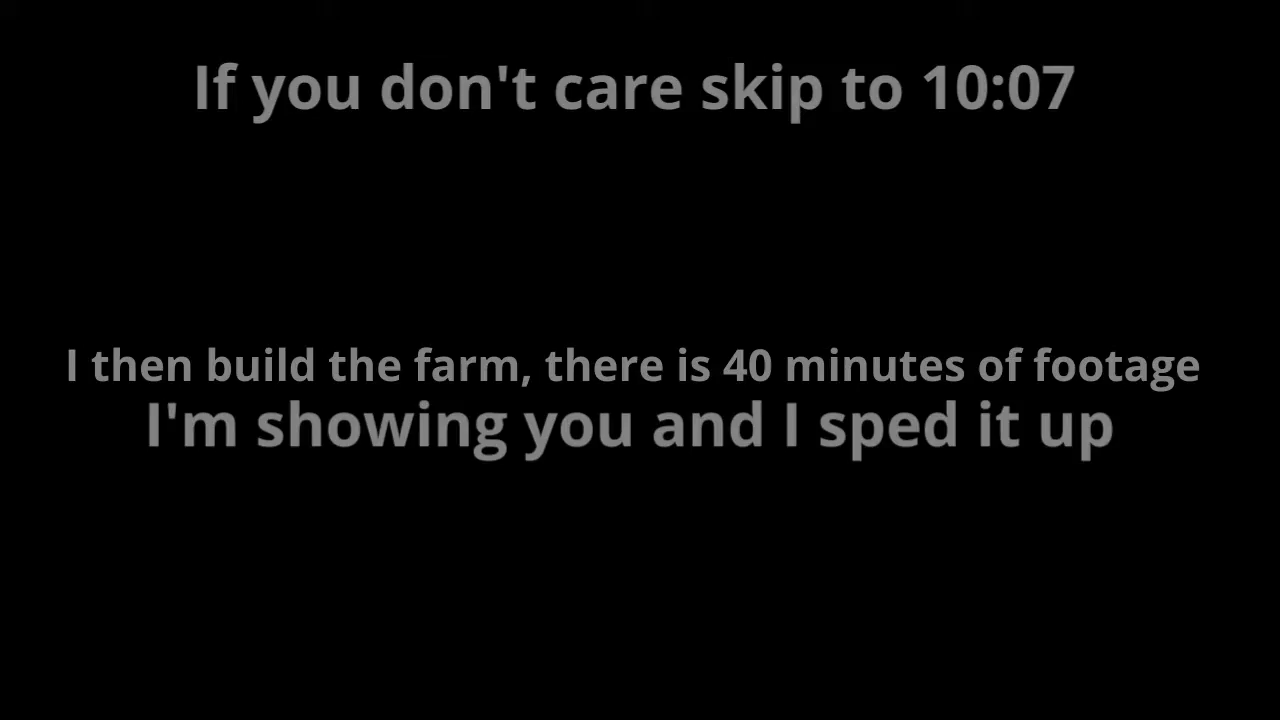 If you don't care skip to 10:07
I then build the farm, there is 40 minutes of footage
I'm showing you and I sped it up